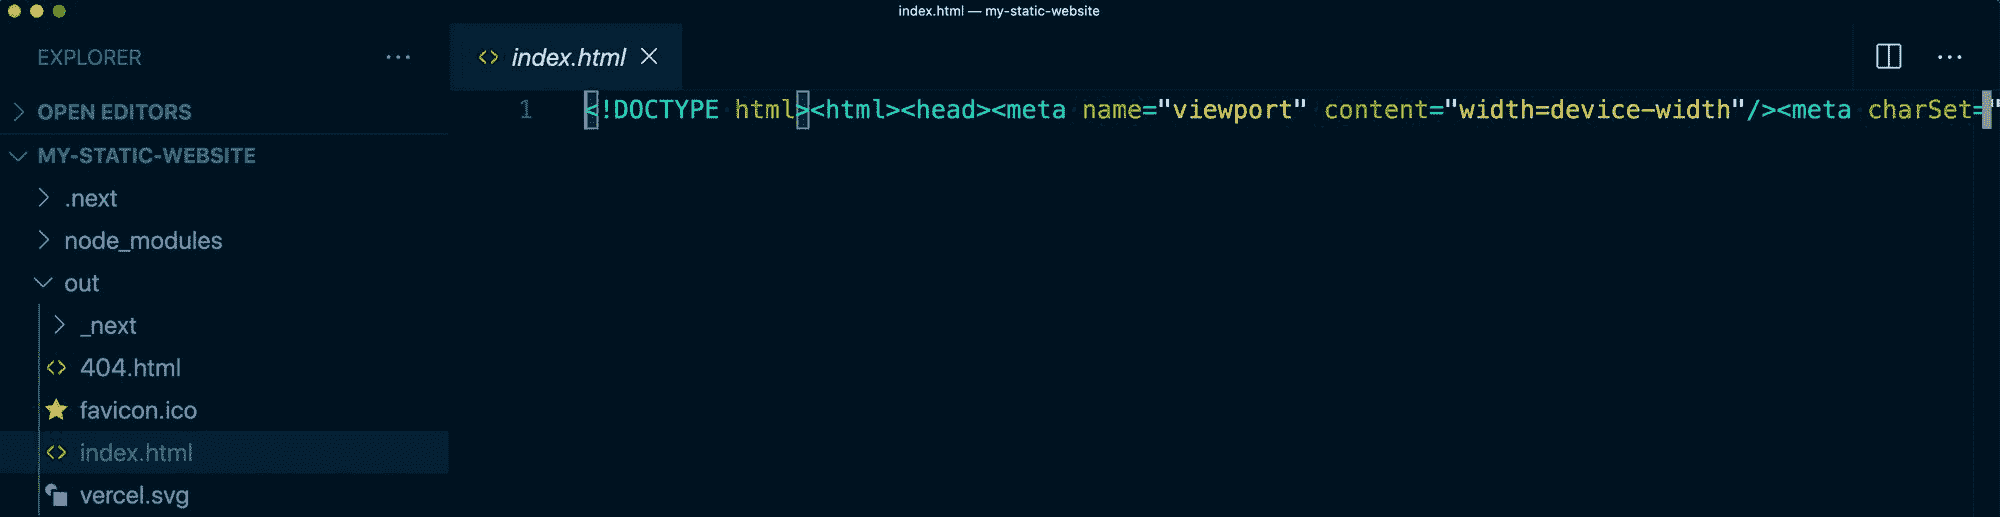 index.html — my-static-website
EXPLORER
index.html
OPEN EDITORS
MY-STATIC-WEBSITE
.next
node_modules
out
_next
404.html
favicon.ico
index.html
vercel.svg
1 <!DOCTYPE html><html><head><meta name="viewport" content="width=device-width"/><meta charSet="